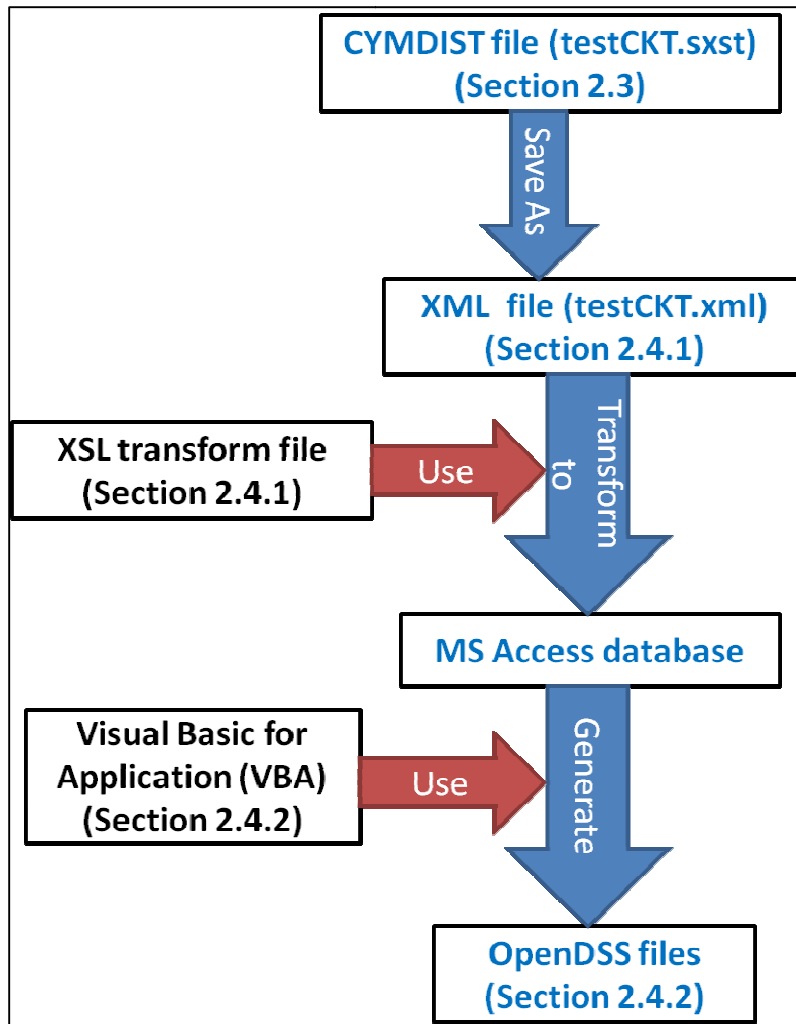 CYMDIST file (testCKT.sxst)
(Section 2.3)
Save As
XML  file (testCKT.xml)
(Section 2.4.1)
Transform
to
XSL transform file
(Section 2.4.1)
Use
MS Access database
Visual Basic for
Application (VBA)
(Section 2.4.2)
Use
Generate
OpenDSS files
(Section 2.4.2)